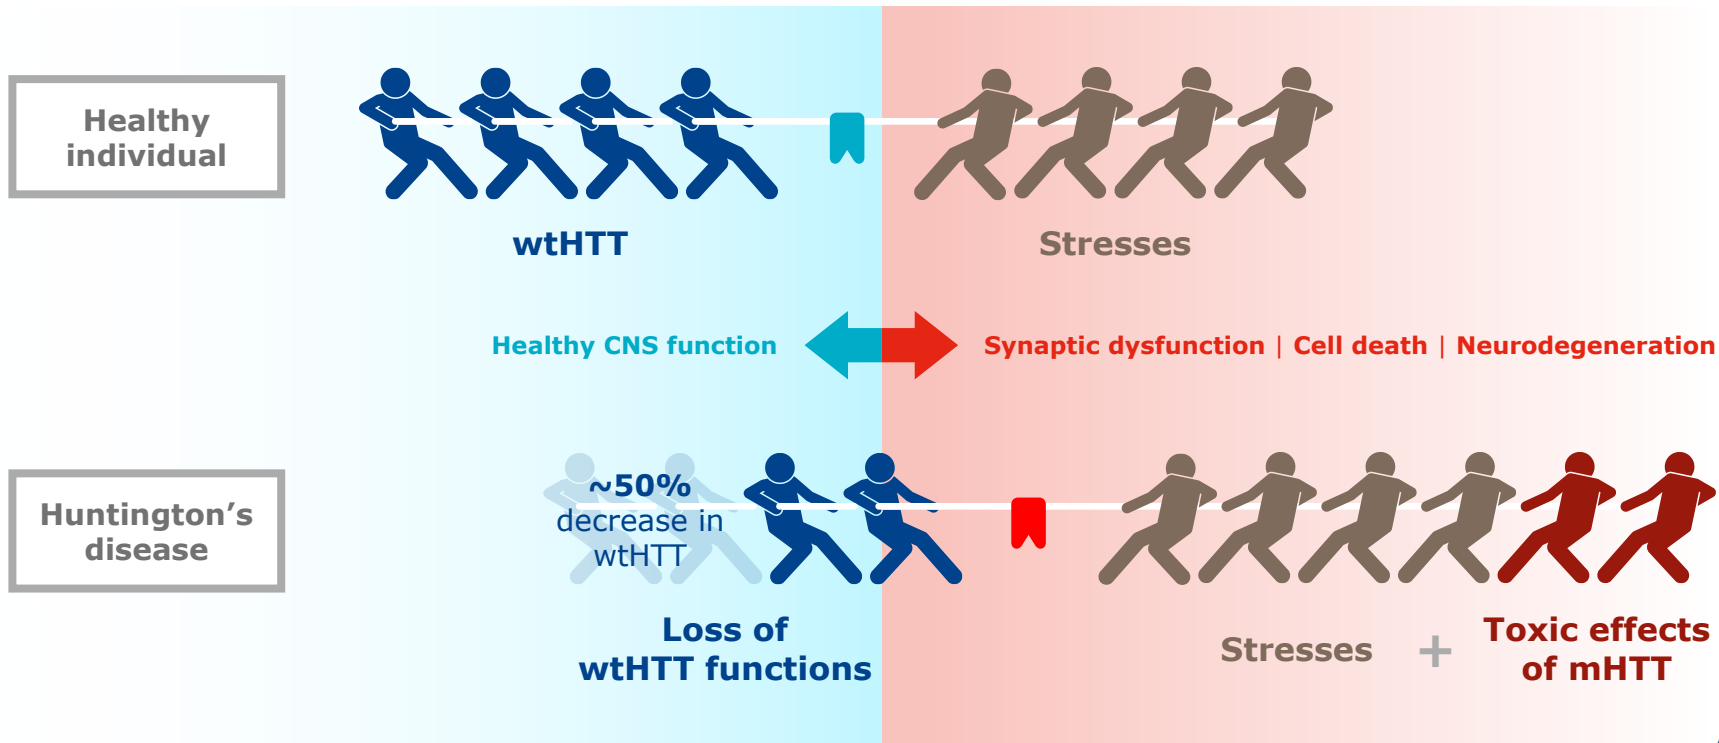 Healthy
individual
wtHTT
Stresses
Healthy CNS function
Synaptic dysfunction | Cell death | Neurodegeneration
Huntington’s
disease
~50%
decrease in
wtHTT
Loss of
wtHTT functions
Stresses
+
Toxic effects
of mHTT